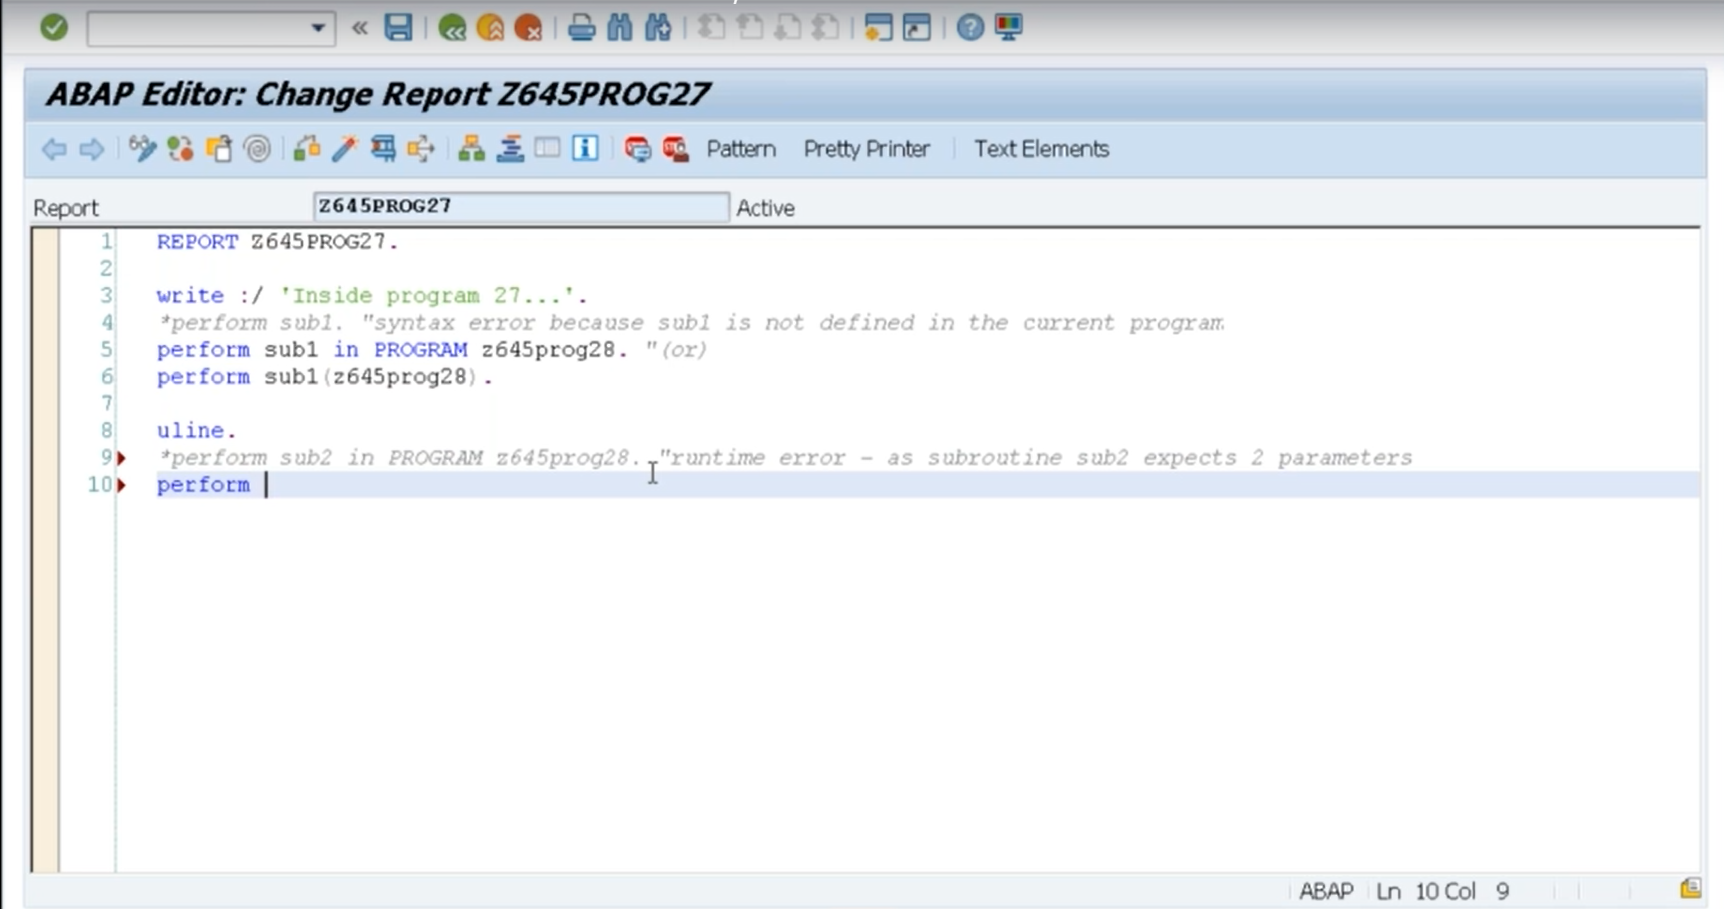 ABAP Editor: Change Report Z645PROG27
Pattern Pretty Printer Text Elements
Report Z645PROG27 Active
1 REPORT Z645PROG27.
2
3 write :/ 'Inside program 27...'.
4 *perform sub1. "syntax error because sub1 is not defined in the current program
5 perform sub1 in PROGRAM z645prog28. "(or)
6 perform sub1(z645prog28).
7
8 uline.
9 *perform sub2 in PROGRAM z645prog28. "runtime error - as subroutine sub2 expects 2 parameters
10 perform
ABAP Ln 10 Col 9